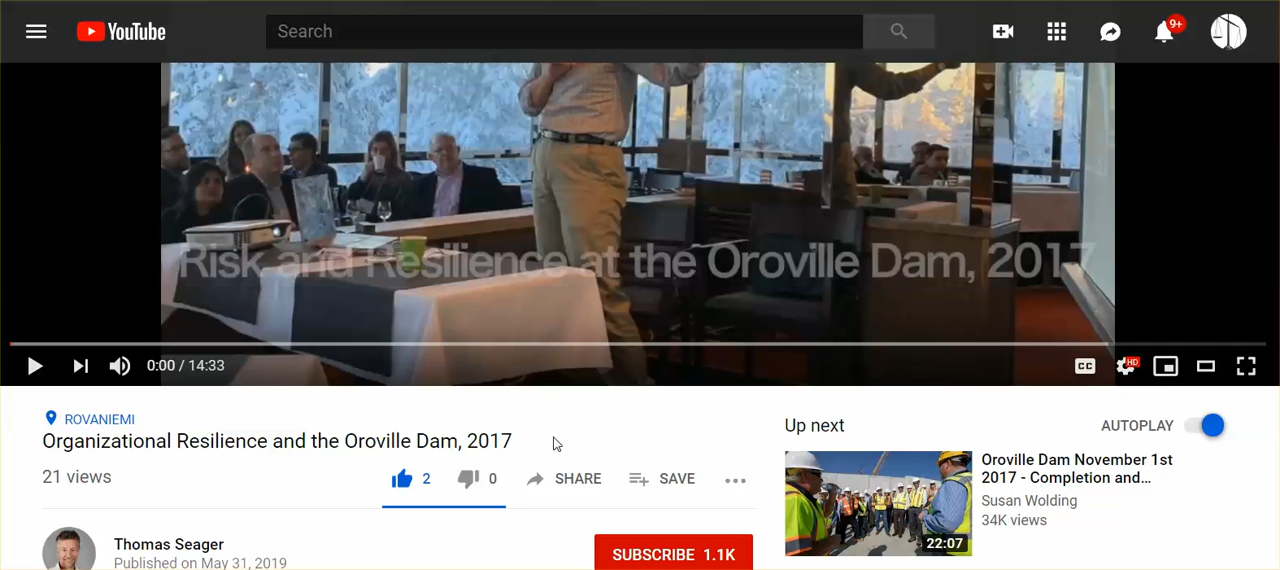 YouTube
Search
9+
Risk and Resilience at the Oroville Dam, 2017
0:00 / 14:33
CC
HD
ROVANIEMI
Organizational Resilience and the Oroville Dam, 2017
21 views
2
0
SHARE
SAVE
Thomas Seager
Published on May 31, 2019
SUBSCRIBE 1.1K
Up next
AUTOPLAY
Oroville Dam November 1st
2017 - Completion and...
Susan Wolding
34K views
22:07